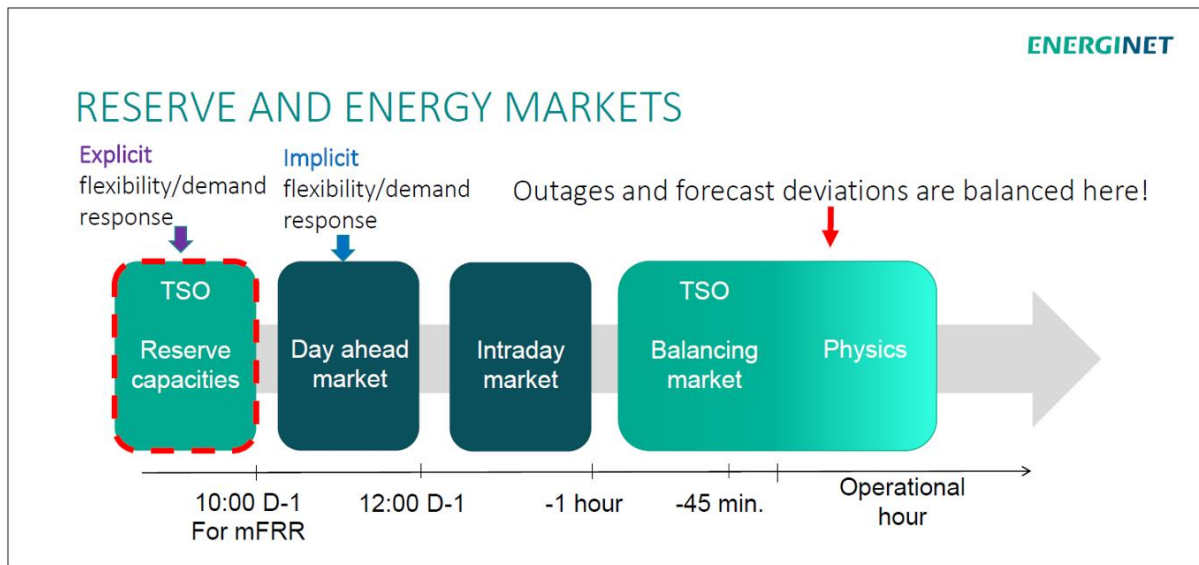 ENERGINET
RESERVE AND ENERGY MARKETS
Explicit
flexibility/demand
response
Implicit
flexibility/demand
response
Outages and forecast deviations are balanced here!
TSO
Reserve
capacities
Day ahead
market
Intraday
market
TSO
Balancing
market
Physics
10:00 D-1
For mFRR
12:00 D-1
-1 hour
-45 min.
Operational
hour